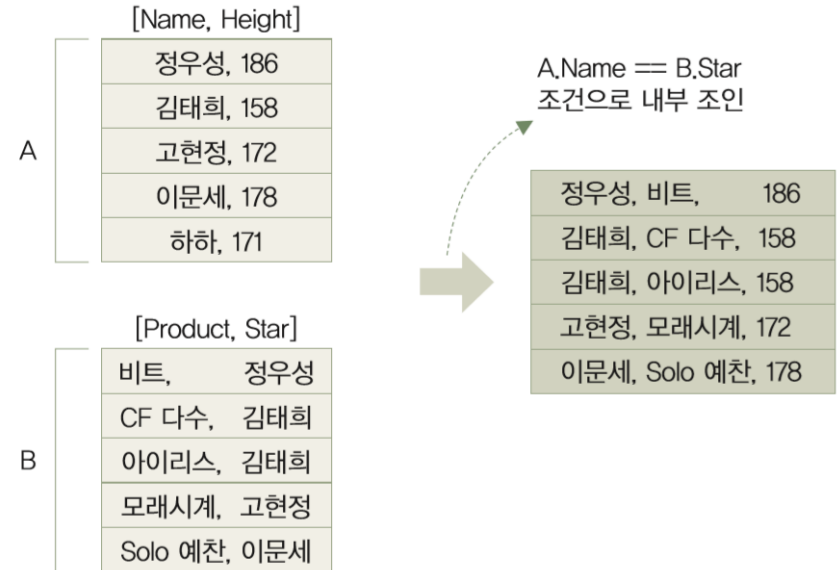 [Name, Height]
A
정우성, 186
김태희, 158
고현정, 172
이문세, 178
하하, 171
[Product, Star]
B
비트, 정우성
CF 다수, 김태희
아이리스, 김태희
모래시계, 고현정
Solo 예찬, 이문세
A.Name == B.Star
조건으로 내부 조인
정우성, 비트, 186
김태희, CF 다수, 158
김태희, 아이리스, 158
고현정, 모래시계, 172
이문세, Solo 예찬, 178